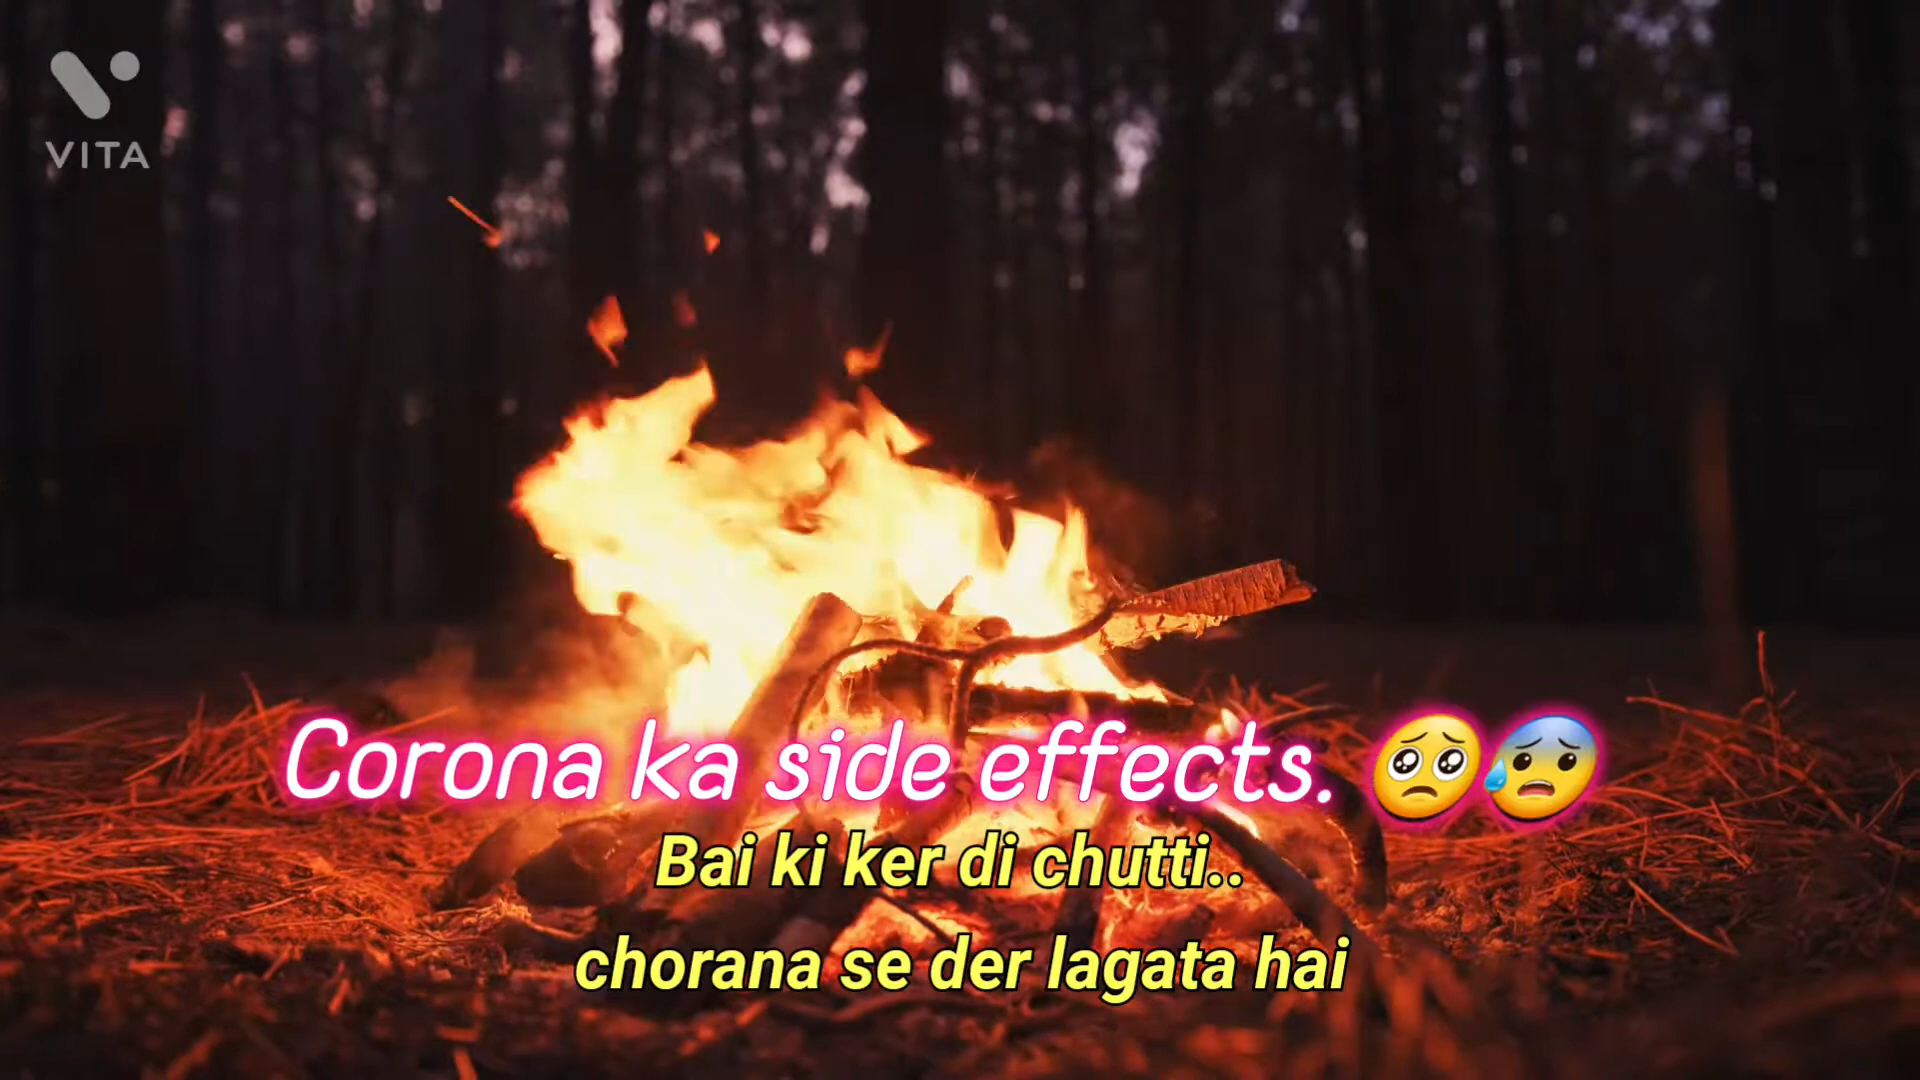 VITA
Corona ka side effects. 🥺😰
Bai ki ker di chutti..
chorana se der lagata hai